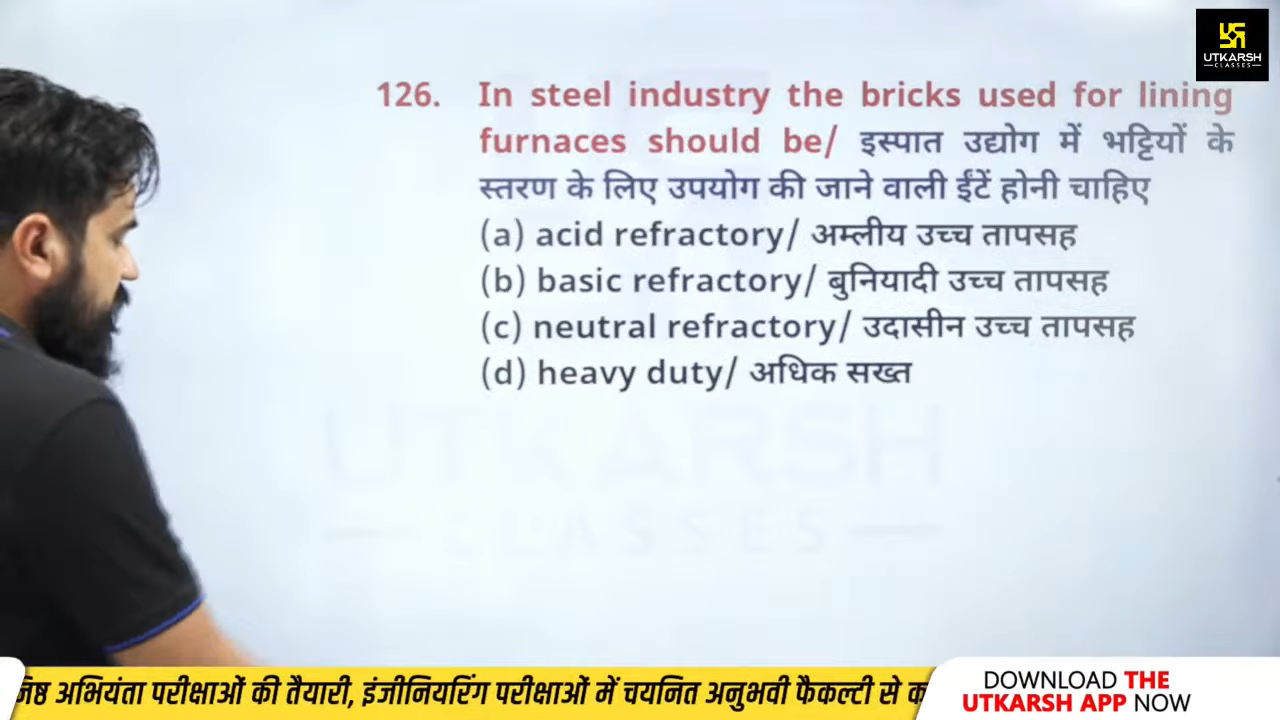 UTKARSH
CLASSES
126. In steel industry the bricks used for lining
furnaces should be/ इस्पात उद्योग में भट्टियों के
स्तरण के लिए उपयोग की जाने वाली ईंटें होनी चाहिए
(a) acid refractory/ अम्लीय उच्च तापसह
(b) basic refractory/ बुनियादी उच्च तापसह
(c) neutral refractory/ उदासीन उच्च तापसह
(d) heavy duty/ अधिक सख्त
UTKARSH
CLASSES
अभियंता परीक्षाओं की तैयारी, इंजीनियरिंग परीक्षाओं में चयनित अनुभवी फैकल्टी से
DOWNLOAD THE
UTKARSH APP NOW